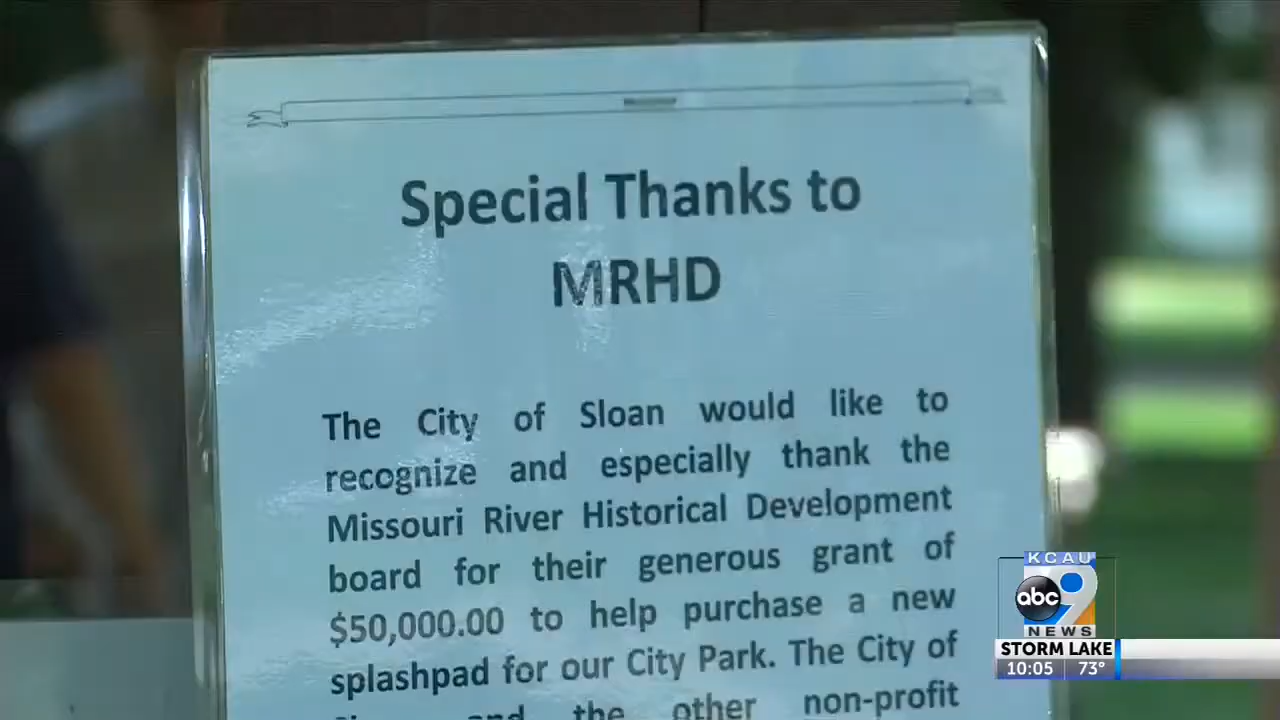 Special Thanks to
MRHD
The City of Sloan would like to
recognize and especially thank the
Missouri River Historical Development
board for their generous grant of
$50,000.00 to help purchase a new
splashpad for our City Park. The City of
and the other non-profit
KCAU
abc 9
NEWS
STORM LAKE
10:05 73°